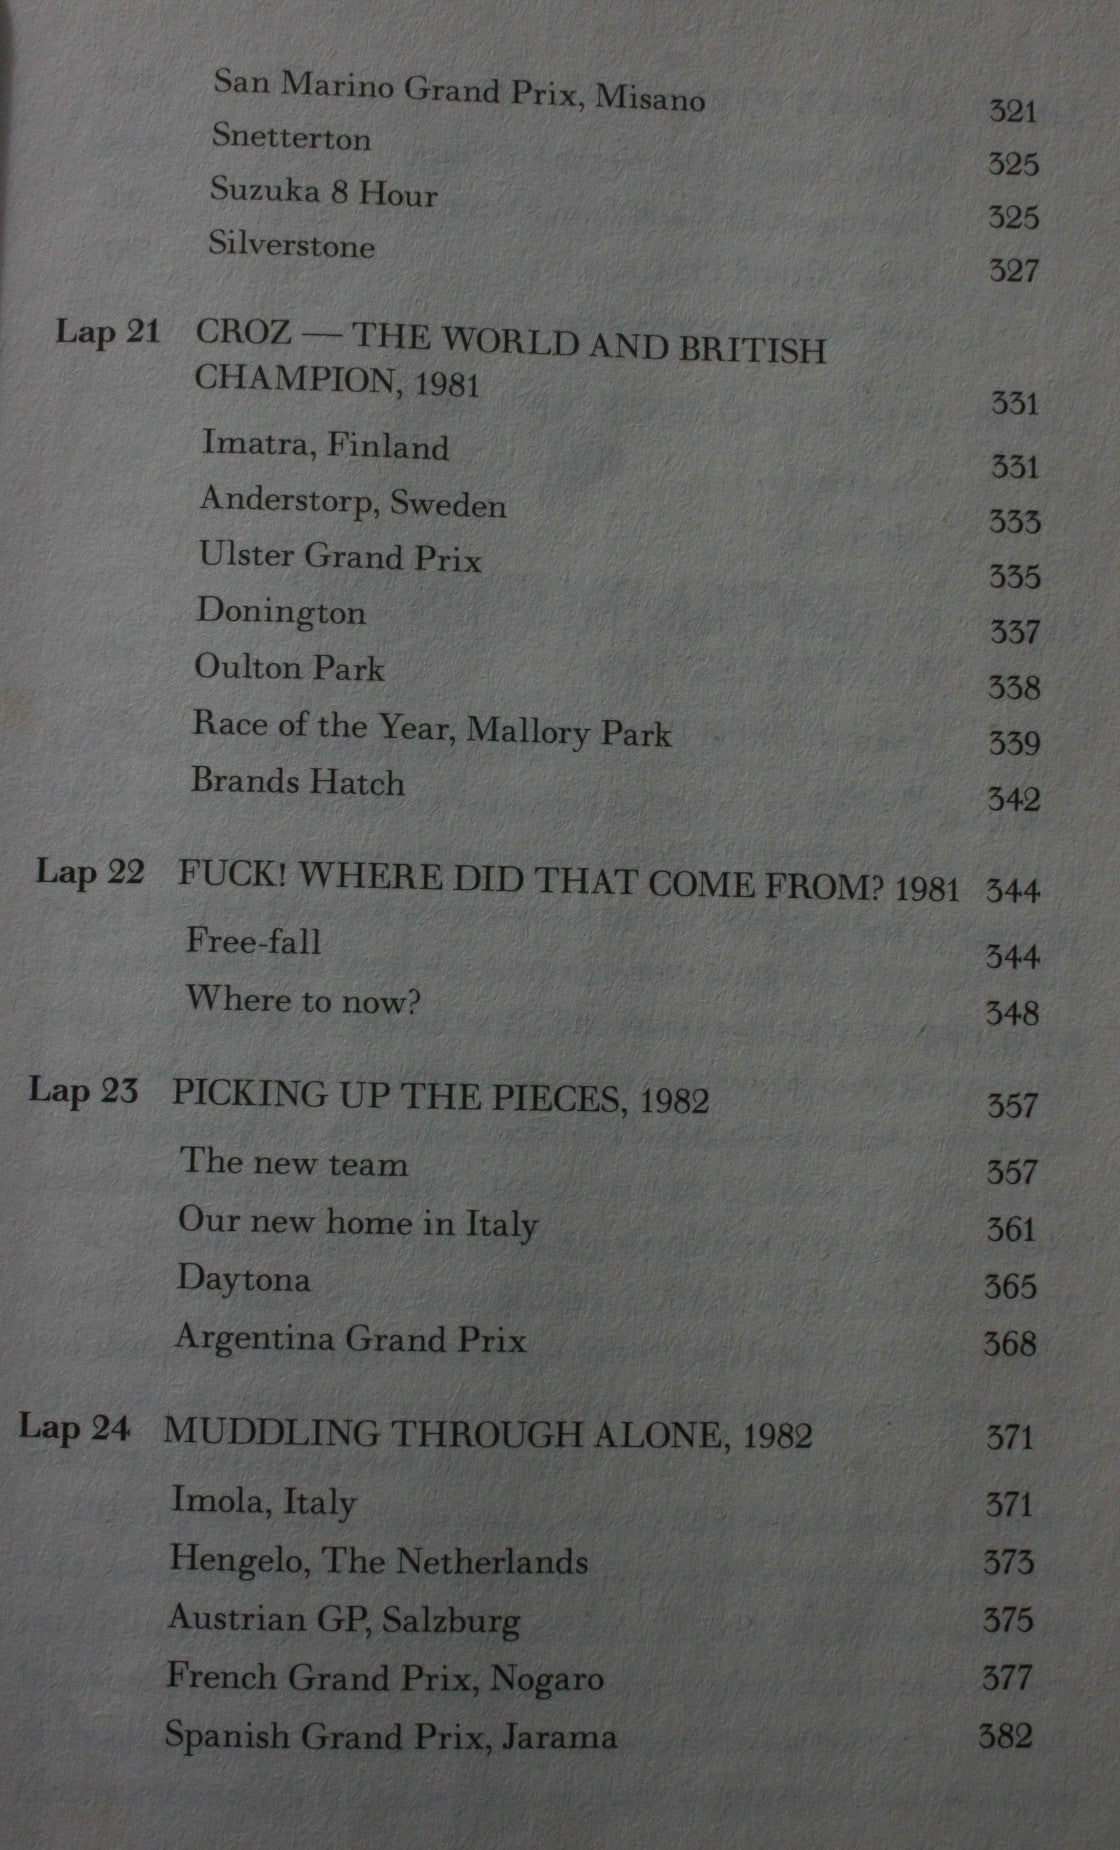 San Marino Grand Prix, Misano 321
Snetterton 325
Suzuka 8 Hour 325
Silverstone 327
Lap 21 CROZ — THE WORLD AND BRITISH
CHAMPION, 1981 331
Imatra, Finland 331
Anderstorp, Sweden 333
Ulster Grand Prix 335
Donington 337
Oulton Park 338
Race of the Year, Mallory Park 339
Brands Hatch 342
Lap 22 FUCK! WHERE DID THAT COME FROM? 1981 344
Free-fall 344
Where to now? 348
Lap 23 PICKING UP THE PIECES, 1982 357
The new team 357
Our new home in Italy 361
Daytona 365
Argentina Grand Prix 368
Lap 24 MUDDLING THROUGH ALONE, 1982 371
Imola, Italy 371
Hengelo, The Netherlands 373
Austrian GP, Salzburg 375
French Grand Prix, Nogaro 377
Spanish Grand Prix, Jarama 382